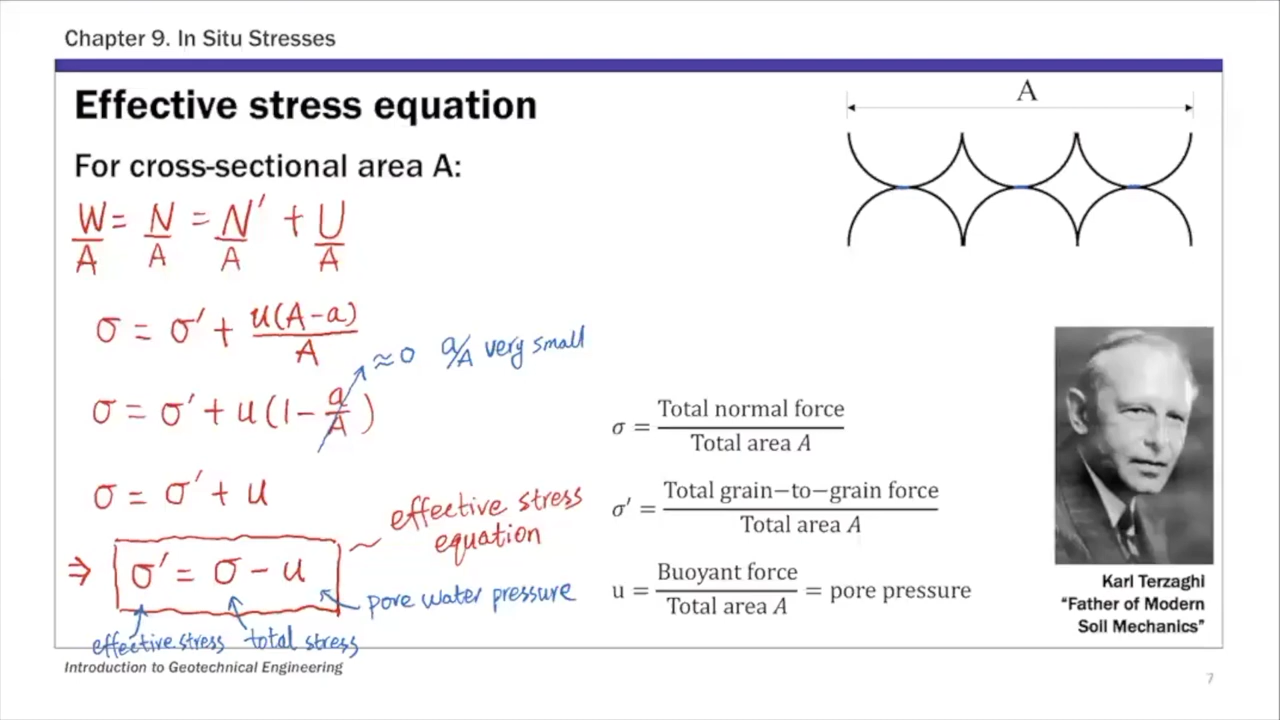 Chapter 9. In Situ Stresses
Effective stress equation
For cross-sectional area A:
A
W/A = N/A = N'/A + U/A
σ = σ' + u(A-a)/A
≈0 a/A very small
σ = σ' + u(1 - a/A)
σ = σ' + u
effective stress
equation
⇒ σ' = σ - u
pore water pressure
effective stress total stress
σ = Total normal force / Total area A
σ' = Total grain−to−grain force / Total area A
u = Buoyant force / Total area A = pore pressure
Karl Terzaghi
“Father of Modern
Soil Mechanics”
Introduction to Geotechnical Engineering
7